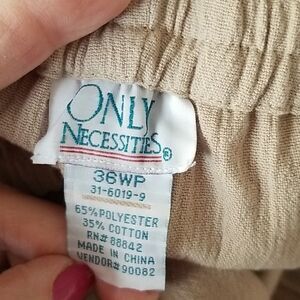 ONLY
NECESSITIES®
36WP
31-6019-9
65% POLYESTER
35% COTTON
RN# 88842
MADE IN CHINA
VENDOR# 90082